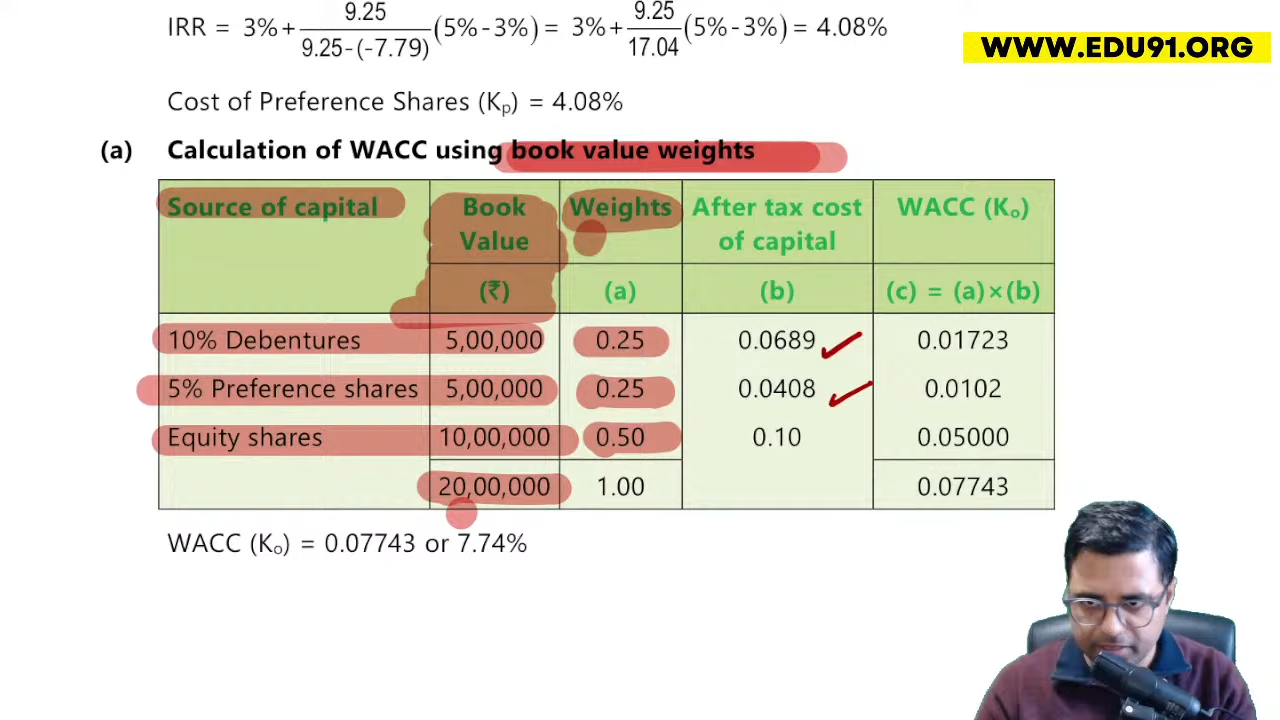 IRR = 3%+ 9.25/9.25-(-7.79) (5%-3%) = 3%+ 9.25/17.04 (5%-3%) = 4.08%
WWW.EDU91.ORG
Cost of Preference Shares (Kp) = 4.08%
(a) Calculation of WACC using book value weights
Source of capital Book Value Weights After tax cost of capital WACC (Ko)
(₹) (a) (b) (c) = (a)×(b)
10% Debentures 5,00,000 0.25 0.0689 0.01723
5% Preference shares 5,00,000 0.25 0.0408 0.0102
Equity shares 10,00,000 0.50 0.10 0.05000
20,00,000 1.00 0.07743
WACC (Ko) = 0.07743 or 7.74%